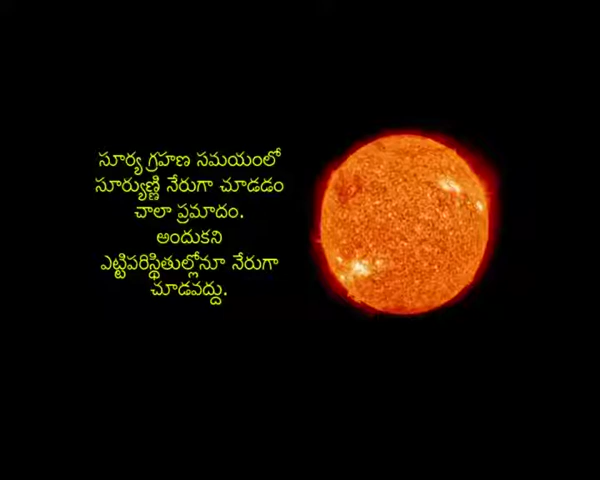 సూర్య గ్రహణ సమయంలో
సూర్యుణ్ణి నేరుగా చూడడం
చాలా ప్రమాదం.
అందుకని
ఎట్టిపరిస్థితుల్లోనూ నేరుగా
చూడవద్దు.